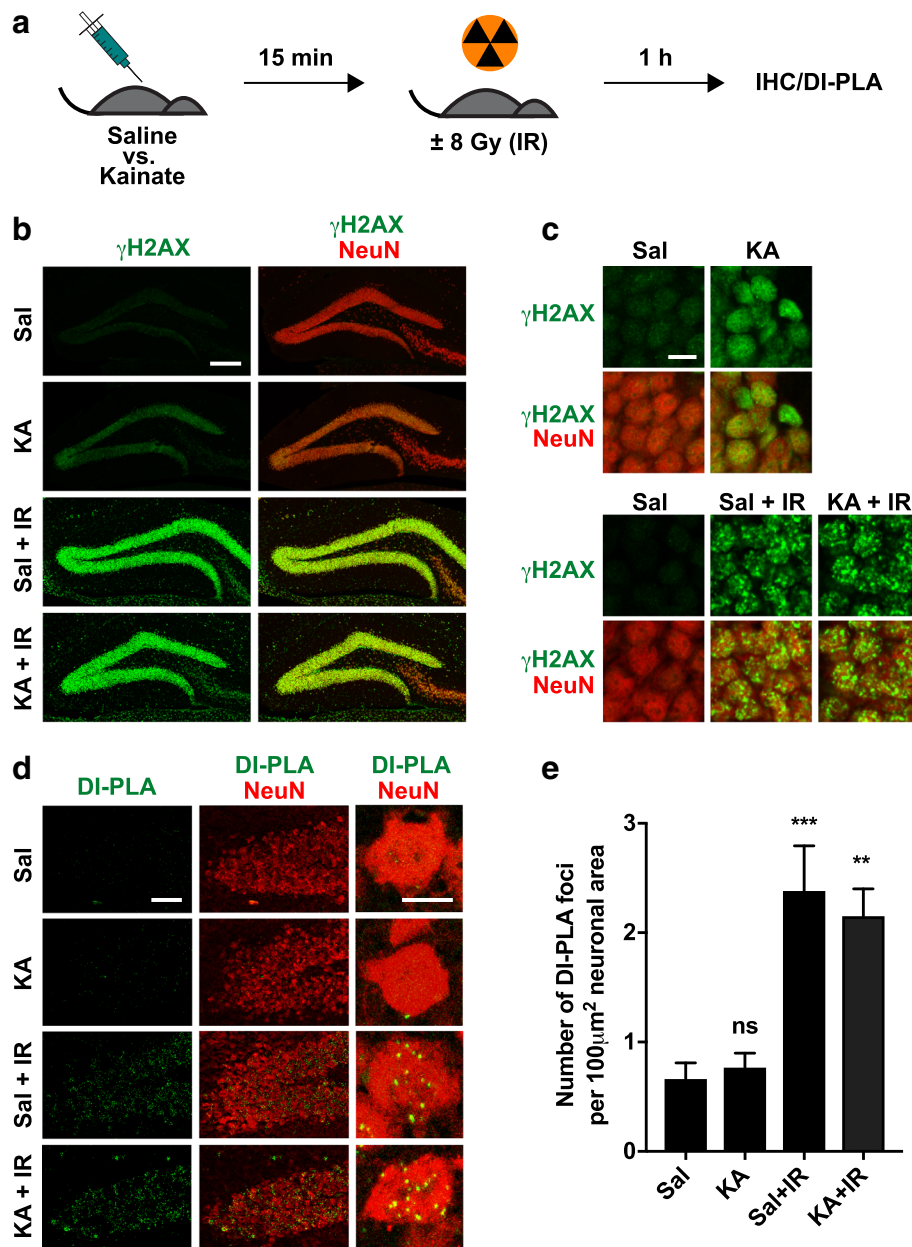 a
15 min
1 h
IHC/DI-PLA
Saline
vs.
Kainate
± 8 Gy (IR)
b
γH2AX
γH2AX
NeuN
Sal
KA
Sal + IR
KA + IR
c
Sal
KA
γH2AX
γH2AX
NeuN
Sal
Sal + IR
KA + IR
γH2AX
γH2AX
NeuN
d
DI-PLA
DI-PLA
NeuN
DI-PLA
NeuN
Sal
KA
Sal + IR
KA + IR
e
Number of DI-PLA foci
per 100µm² neuronal area
3
2
1
0
ns
***
**
Sal
KA
Sal+IR
KA+IR